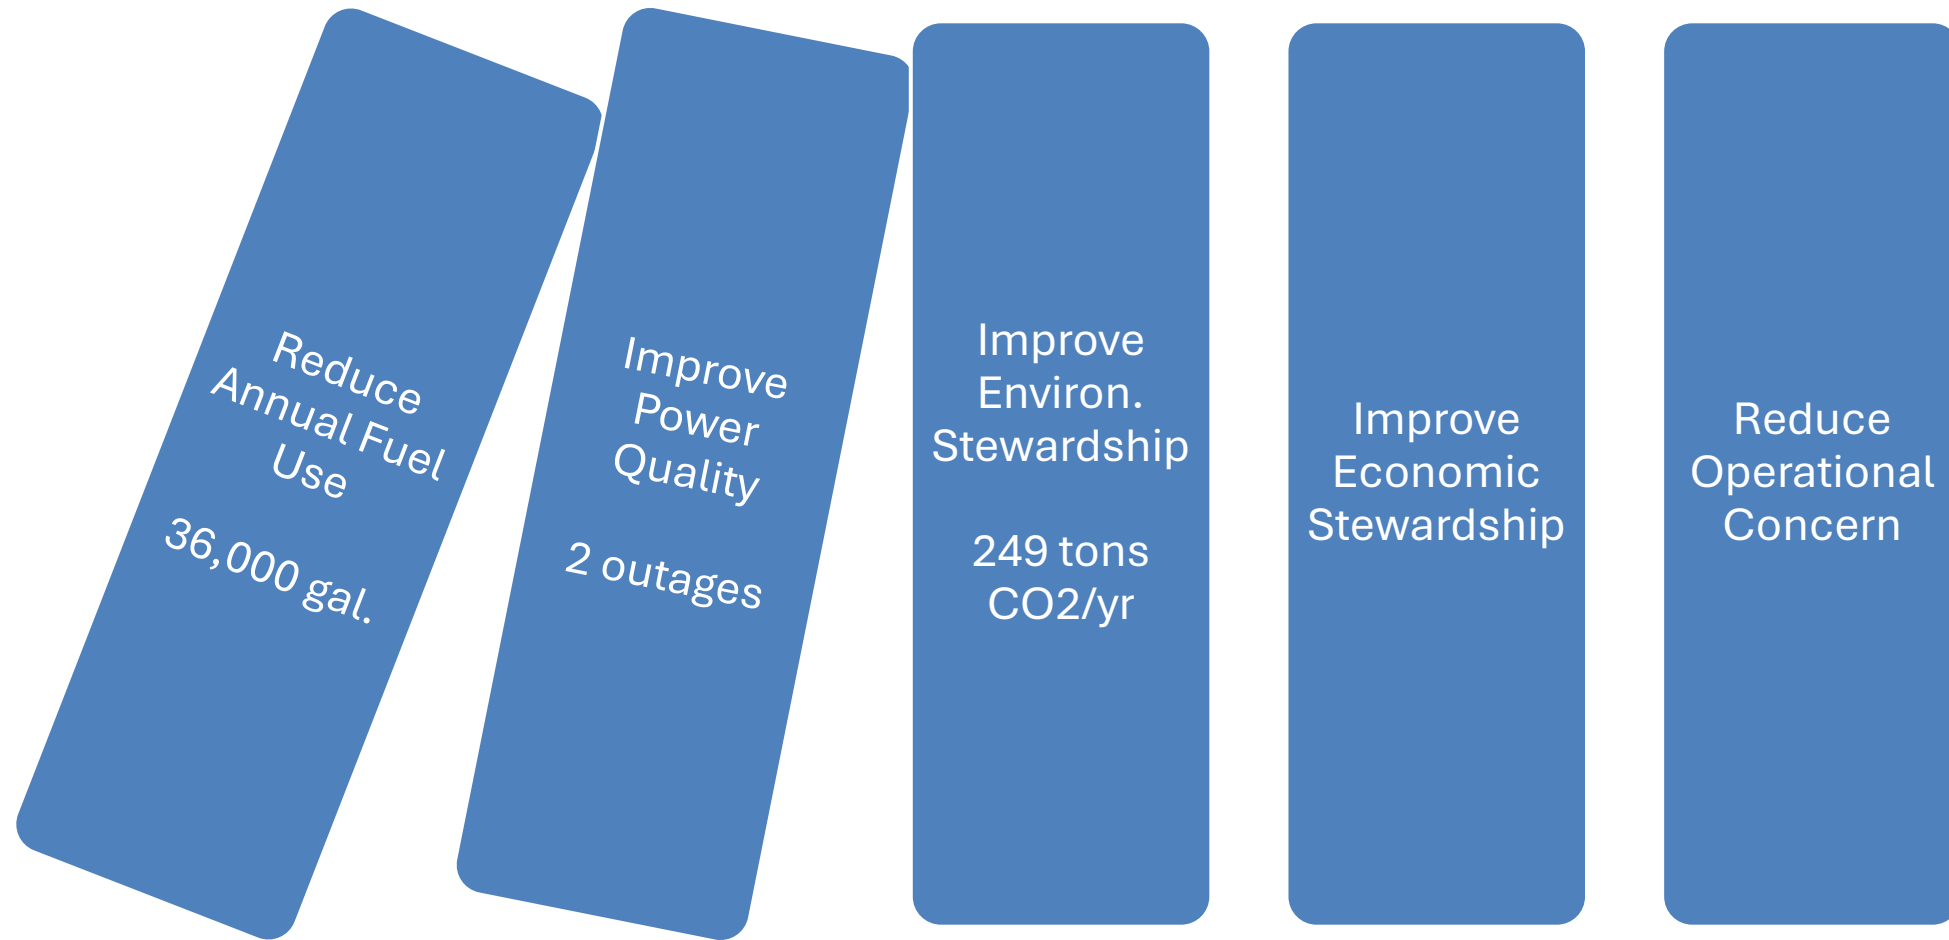 Reduce
Annual Fuel
Use
36,000 gal.
Improve
Power
Quality
2 outages
Improve
Environ.
Stewardship
249 tons
CO2/yr
Improve
Economic
Stewardship
Reduce
Operational
Concern